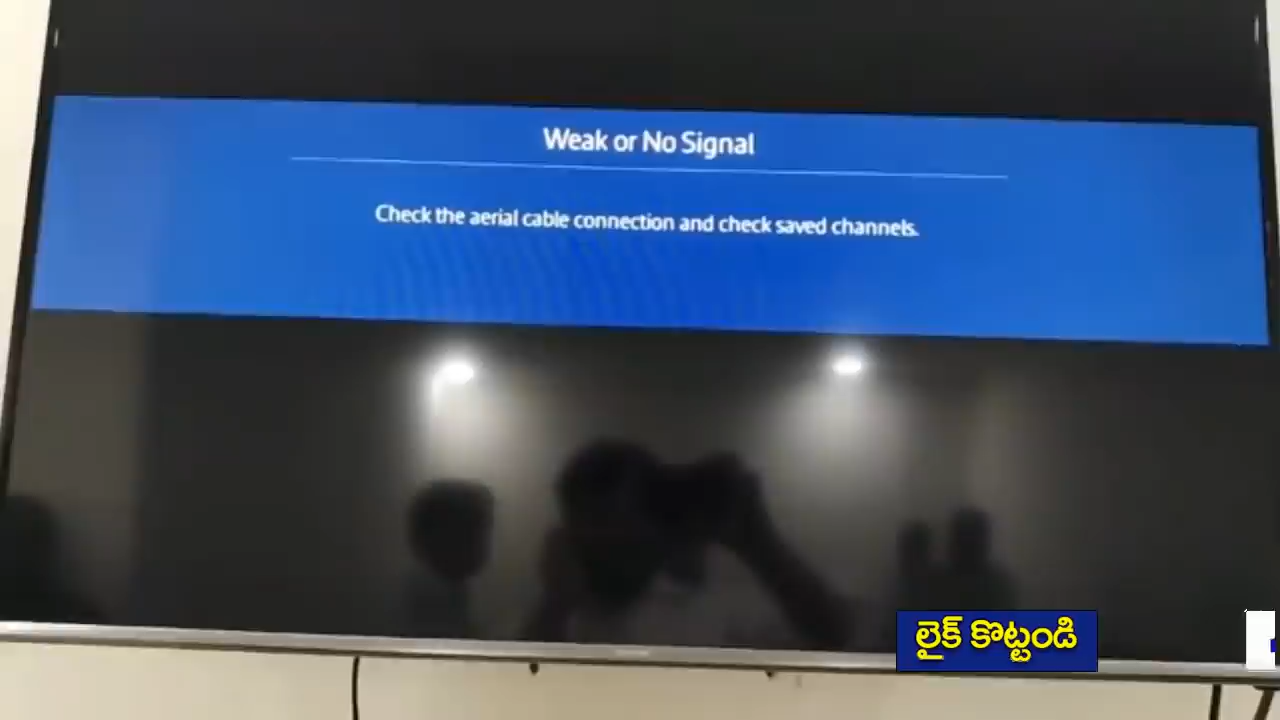 Weak or No Signal
Check the aerial cable connection and check saved channels.
లైక్ కొట్టండి